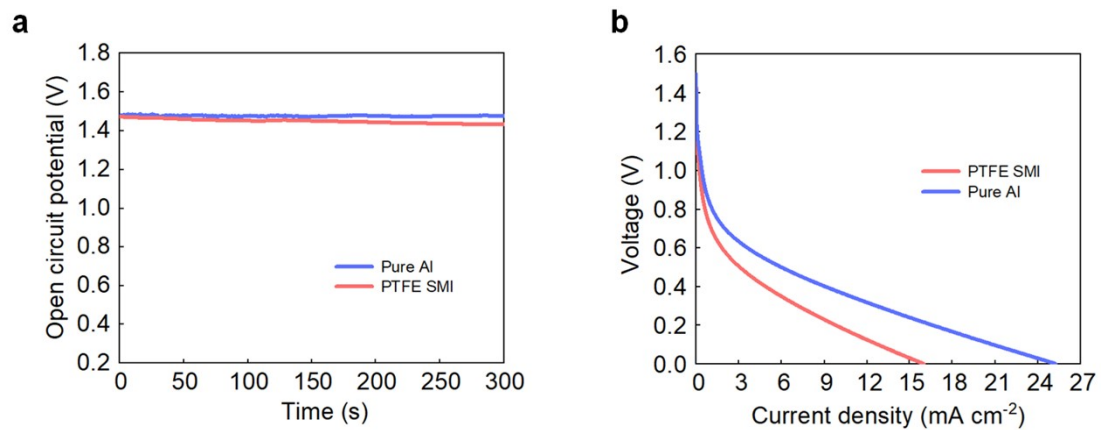 a
Open circuit potential (V)
1.8
1.6
1.4
1.2
1.0
0.8
0.6
0.4
0.2
Pure Al
PTFE SMI
0 50 100 150 200 250 300
Time (s)
b
Voltage (V)
1.6
1.4
1.2
1.0
0.8
0.6
0.4
0.2
0.0
PTFE SMI
Pure Al
0 3 6 9 12 15 18 21 24 27
Current density (mA cm⁻²)